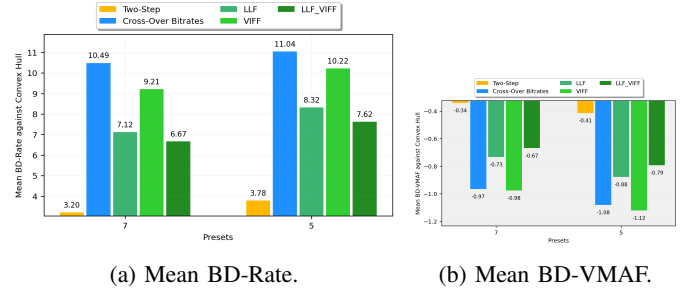 Two-Step
Cross-Over Bitrates
LLF
VIFF
LLF_VIFF
Mean BD-Rate against Convex Hull
11
10
9
8
7
6
5
4
3.20
10.49
7.12
9.21
6.67
3.78
11.04
8.32
10.22
7.62
7
5
Presets
(a) Mean BD-Rate.
Two-Step
Cross-Over Bitrates
LLF
VIFF
LLF_VIFF
Mean BD-VMAF against Convex Hull
−0.4
−0.6
−0.8
−1.0
−1.2
-0.34
-0.97
-0.73
-0.98
-0.67
-0.41
-1.08
-0.88
-1.12
-0.79
7
5
Presets
(b) Mean BD-VMAF.